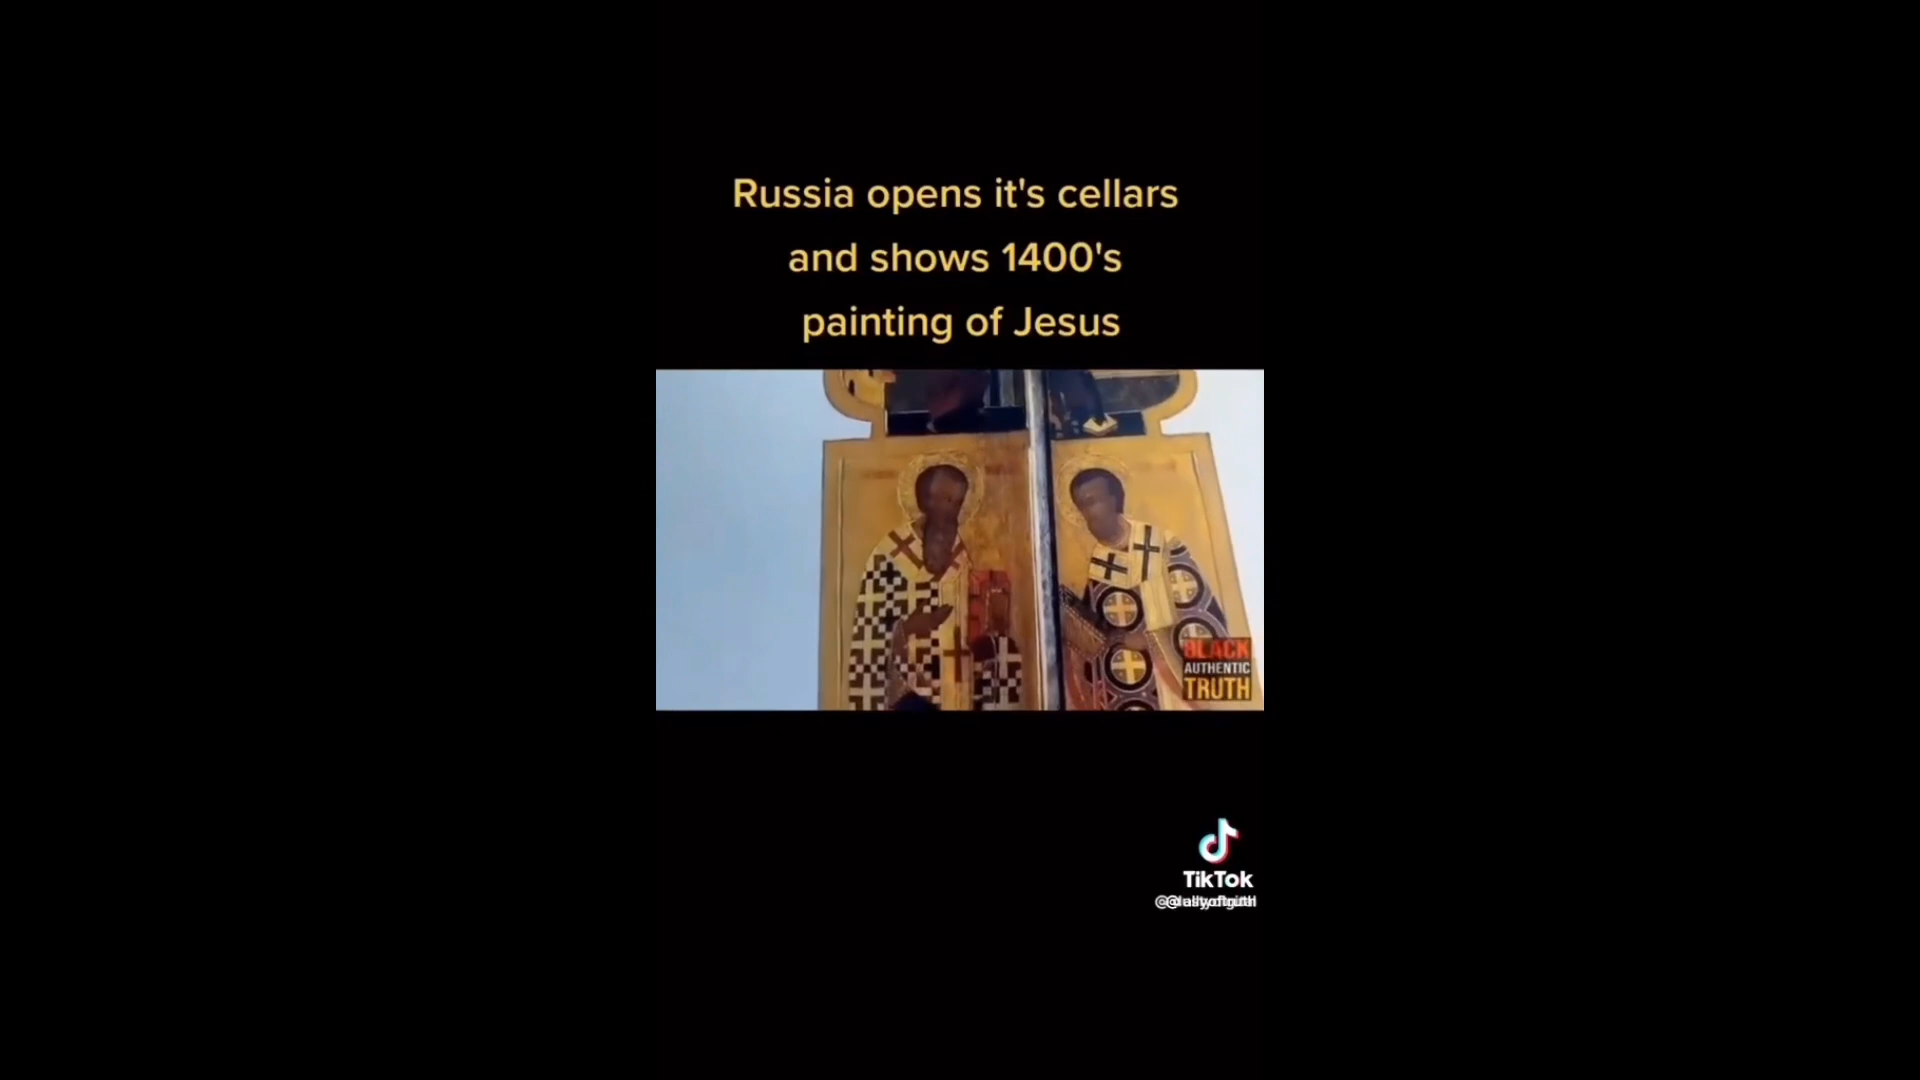 Russia opens it's cellars
and shows 1400's
painting of Jesus
BLACK
AUTHENTIC
TRUTH
TikTok